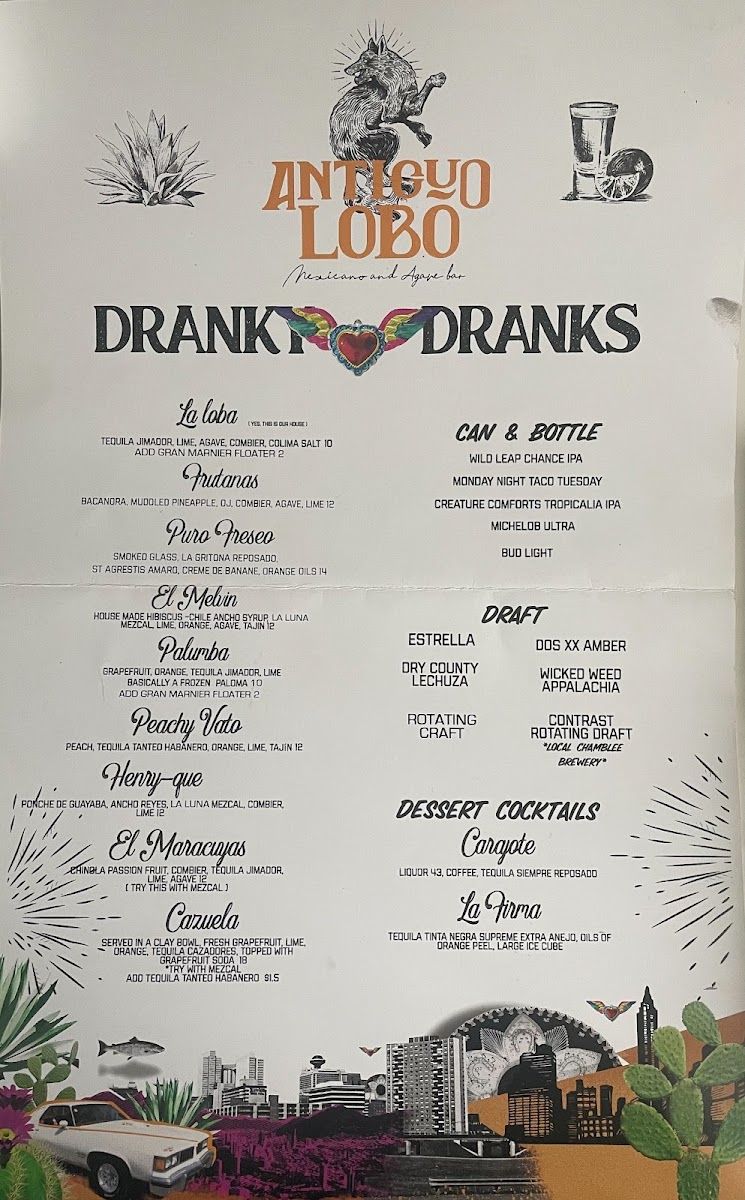 ANTIGUO
LOBO
Mexicano and Agave bar
DRANKY DRANKS
La loba (YES, THIS IS OUR HOUSE)
TEQUILA JIMADOR, LIME, AGAVE, COMBIER, COLIMA SALT 10
ADD GRAN MARNIER FLOATER 2
Frutanas
BACANORA, MUDDLED PINEAPPLE, OJ, COMBIER, AGAVE, LIME 12
Puro Freseo
SMOKED GLASS, LA GRITONA REPOSADO,
ST AGRESTIS AMARO, CREME DE BANANE, ORANGE OILS 14
El Melvin
HOUSE MADE HIBISCUS -CHILE ANCHO SYRUP, LA LUNA
MEZCAL, LIME, ORANGE, AGAVE, TAJIN 12
Palumba
GRAPEFRUIT, ORANGE, TEQUILA JIMADOR, LIME
BASICALLY A FROZEN PALOMA 10
ADD GRAN MARNIER FLOATER 2
Peachy Vato
PEACH, TEQUILA TANTEO HABANERO, ORANGE, LIME, TAJIN 12
Henry-que
PONCHE DE GUAYABA, ANCHO REYES, LA LUNA MEZCAL, COMBIER,
LIME 12
El Maracuyas
CHINOLA PASSION FRUIT, COMBIER, TEQUILA JIMADOR,
LIME, AGAVE 12
( TRY THIS WITH MEZCAL )
Cazuela
SERVED IN A CLAY BOWL, FRESH GRAPEFRUIT, LIME,
ORANGE, TEQUILA CAZADORES, TOPPED WITH
GRAPEFRUIT SODA 18
*TRY WITH MEZCAL
ADD TEQUILA TANTEO HABANERO $1.5
CAN & BOTTLE
WILD LEAP CHANCE IPA
MONDAY NIGHT TACO TUESDAY
CREATURE COMFORTS TROPICALIA IPA
MICHELOB ULTRA
BUD LIGHT
DRAFT
ESTRELLA
DOS XX AMBER
DRY COUNTY
LECHUZA
WICKED WEED
APPALACHIA
ROTATING
CRAFT
CONTRAST
ROTATING DRAFT
*LOCAL CHAMBLEE
BREWERY*
DESSERT COCKTAILS
Carajote
LIQUOR 43, COFFEE, TEQUILA SIEMPRE REPOSADO
La Firma
TEQUILA TINTA NEGRA SUPREME EXTRA ANEJO, OILS OF
ORANGE PEEL, LARGE ICE CUBE